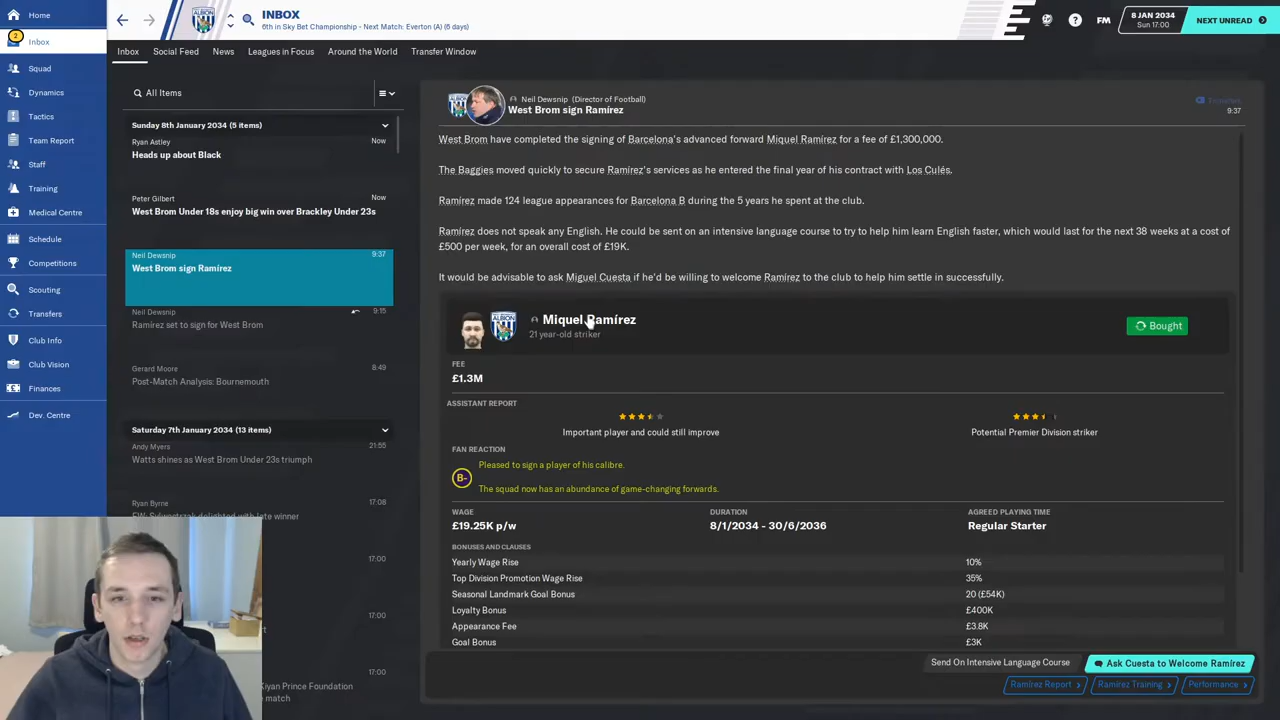 INBOX
6th in Sky Bet Championship - Next Match: Everton (A) (6 days)
FM
8 JAN 2034
Sun 17:00
NEXT UNREAD
2
Home
Inbox
Squad
Dynamics
Tactics
Team Report
Staff
Training
Medical Centre
Schedule
Competitions
Scouting
Transfers
Club Info
Club Vision
Finances
Dev. Centre
Inbox
Social Feed
News
Leagues in Focus
Around the World
Transfer Window
All Items
Sunday 8th January 2034 (5 items)
Ryan Astley
Now
Heads up about Black
Peter Gilbert
Now
West Brom Under 18s enjoy big win over Brackley Under 23s
Neil Dewsnip
9:37
West Brom sign Ramírez
Neil Dewsnip
9:15
Ramírez set to sign for West Brom
Gerard Moore
8:49
Post-Match Analysis: Bournemouth
Saturday 7th January 2034 (13 items)
Andy Myers
21:55
Watts shines as West Brom Under 23s triumph
Ryan Byrne
17:08
late winner
17:00
17:00
17:00
Kiyan Prince Foundation
match
Neil Dewsnip (Director of Football)
West Brom sign Ramírez
Transfers
9:37
West Brom have completed the signing of Barcelona's advanced forward Miquel Ramírez for a fee of £1,300,000.
The Baggies moved quickly to secure Ramírez's services as he entered the final year of his contract with Los Culés.
Ramírez made 124 league appearances for Barcelona B during the 5 years he spent at the club.
Ramírez does not speak any English. He could be sent on an intensive language course to try to help him learn English faster, which would last for the next 38 weeks at a cost of
£500 per week, for an overall cost of £19K.
It would be advisable to ask Miguel Cuesta if he'd be willing to welcome Ramírez to the club to help him settle in successfully.
Miquel Ramírez
21 year-old striker
Bought
FEE
£1.3M
ASSISTANT REPORT
Important player and could still improve
Potential Premier Division striker
FAN REACTION
B-
Pleased to sign a player of his calibre.
The squad now has an abundance of game-changing forwards.
WAGE
DURATION
AGREED PLAYING TIME
£19.25K p/w
8/1/2034 - 30/6/2036
Regular Starter
BONUSES AND CLAUSES
Yearly Wage Rise
10%
Top Division Promotion Wage Rise
35%
Seasonal Landmark Goal Bonus
20 (£54K)
Loyalty Bonus
£400K
Appearance Fee
£3.8K
Goal Bonus
£3K
Send On Intensive Language Course
Ask Cuesta to Welcome Ramírez
Ramírez Report
Ramírez Training
Performance